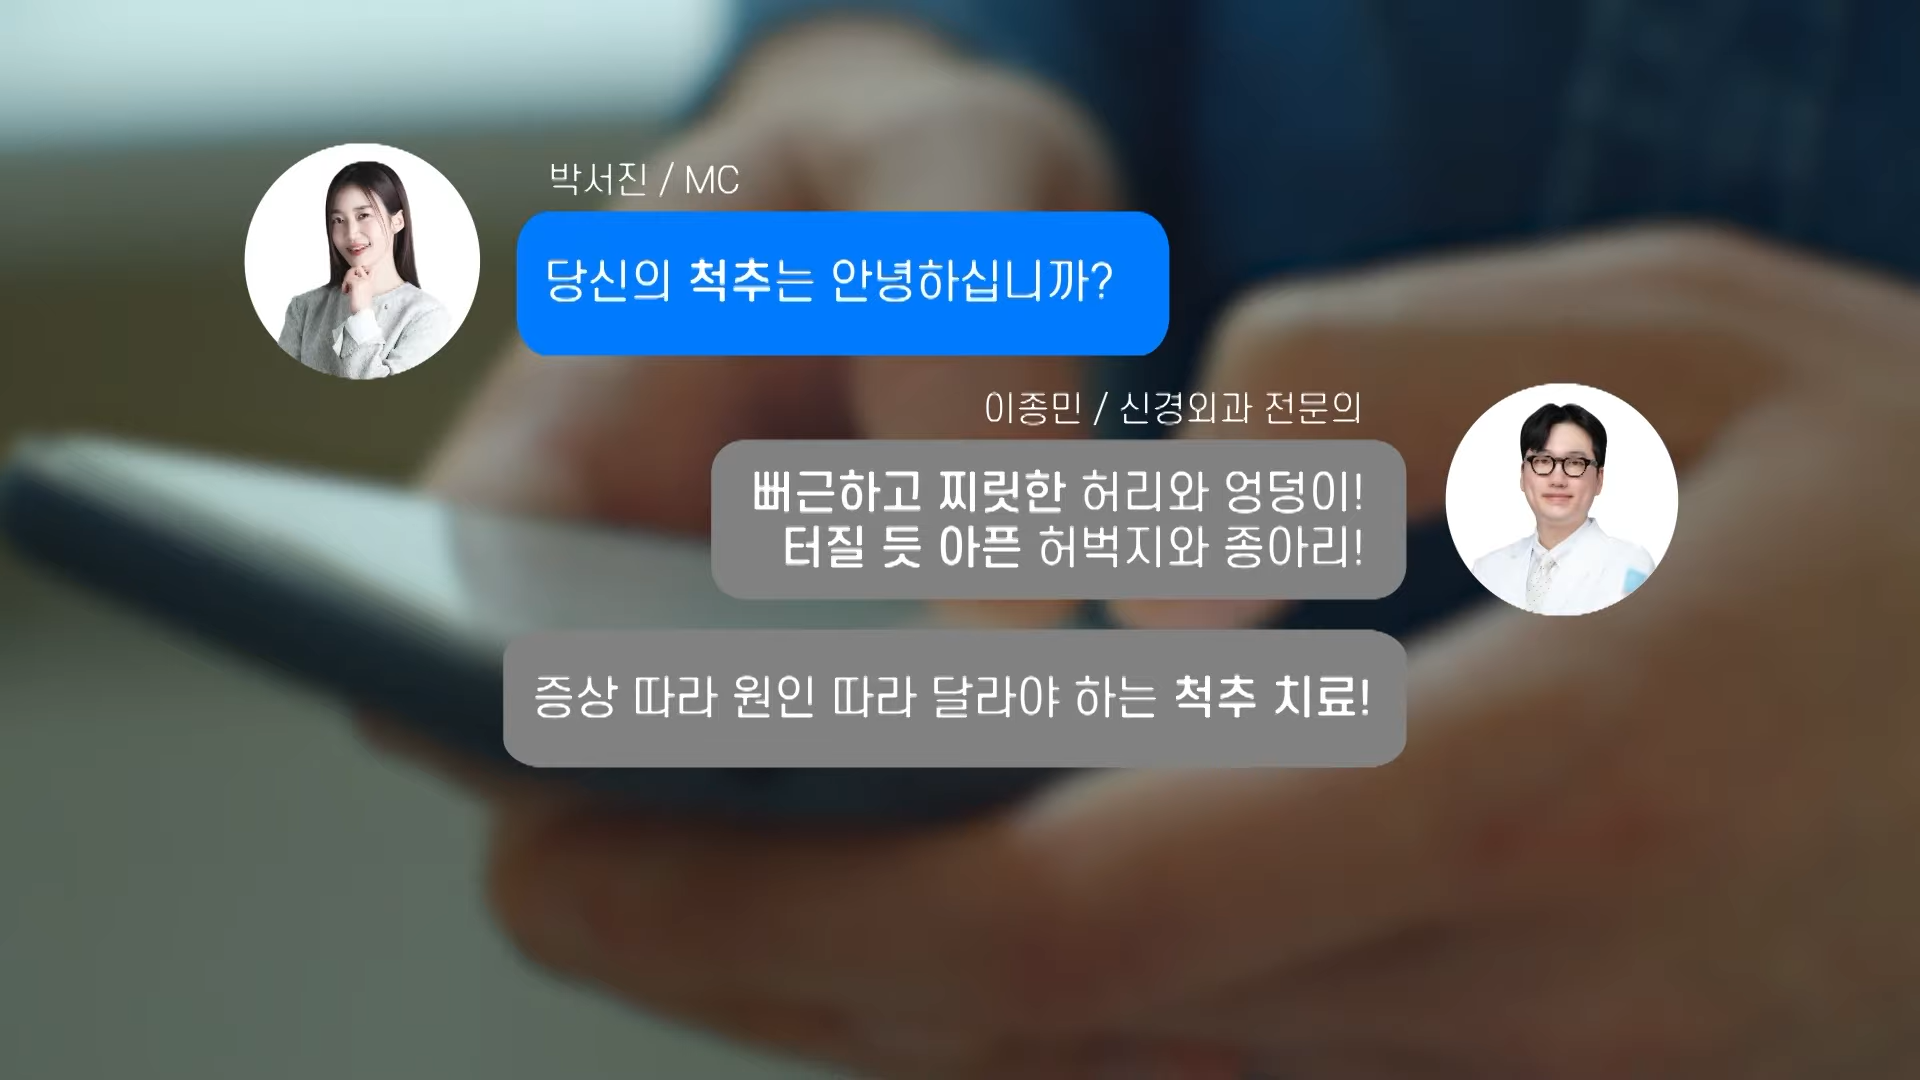 박서진 / MC
당신의 척추는 안녕하십니까?
이종민 / 신경외과 전문의
뻐근하고 찌릿한 허리와 엉덩이!
터질 듯 아픈 허벅지와 종아리!
증상 따라 원인 따라 달라야 하는 척추 치료!